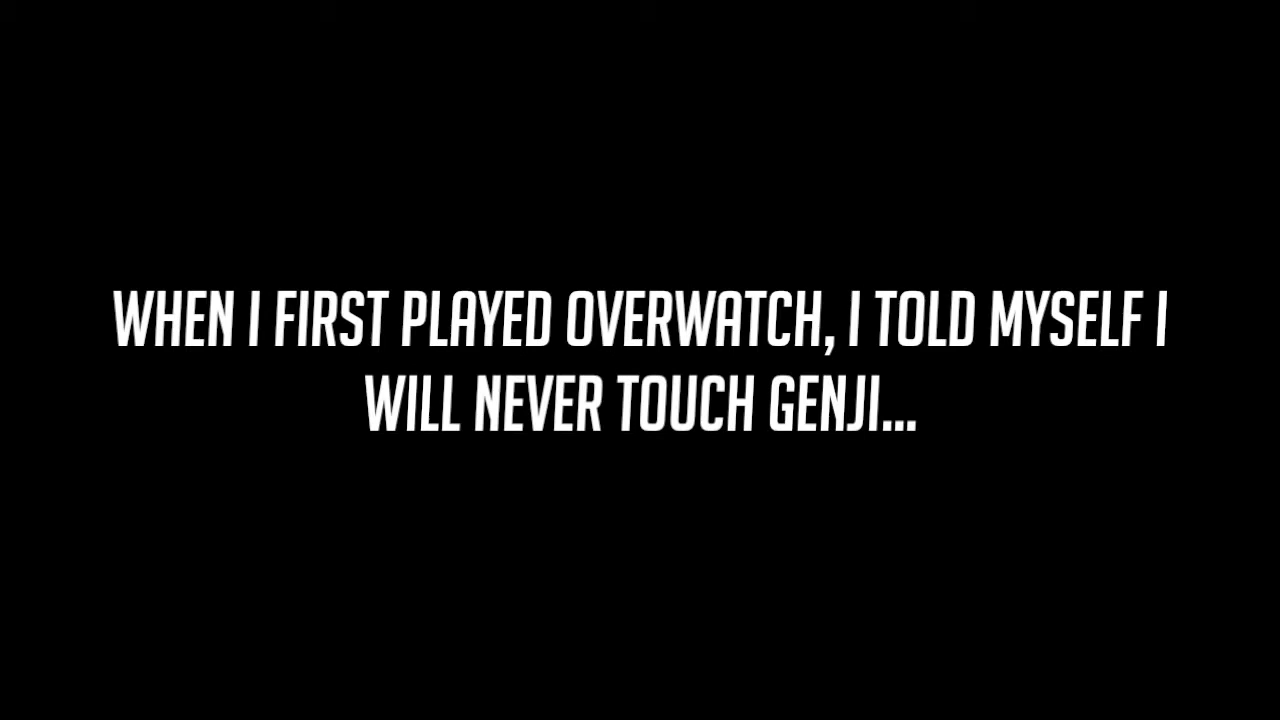 WHEN I FIRST PLAYED OVERWATCH, I TOLD MYSELF I
WILL NEVER TOUCH GENJI...